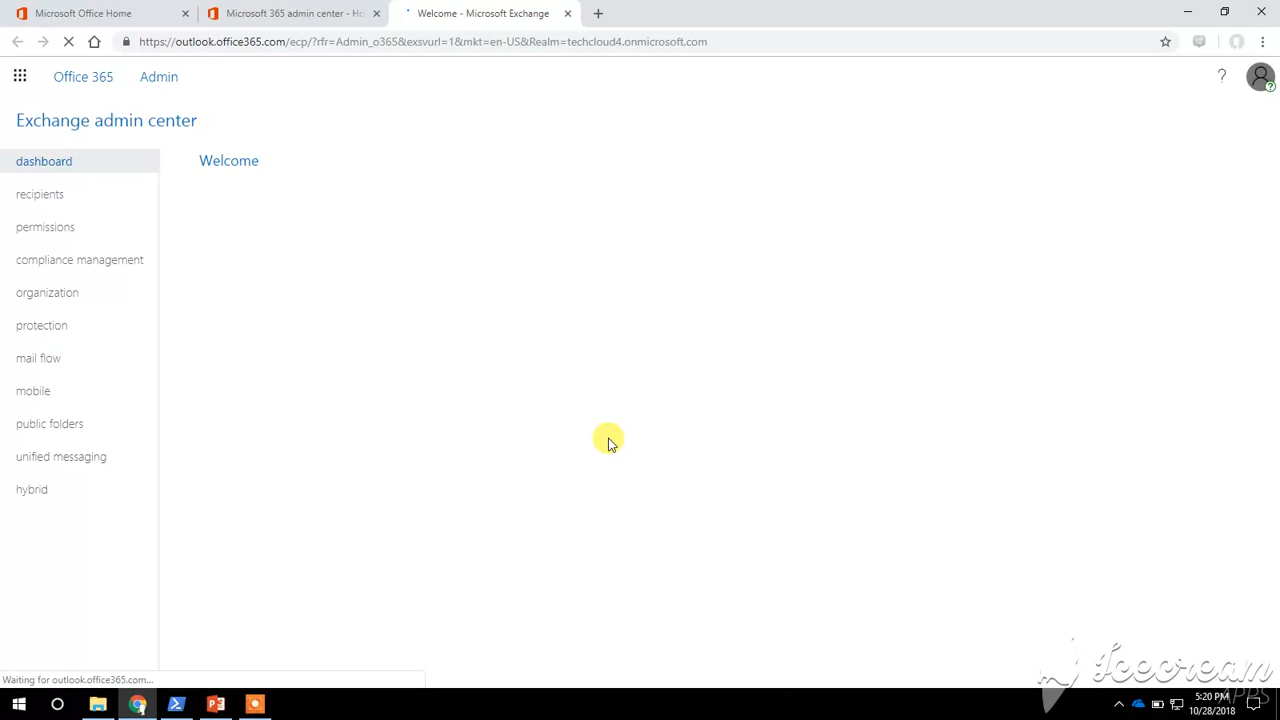 Microsoft Office Home
Microsoft 365 admin center - Ho
Welcome - Microsoft Exchange
https://outlook.office365.com/ecp/?rfr=Admin_o365&exsvurl=1&mkt=en-US&Realm=techcloud4.onmicrosoft.com
Office 365
Admin
?
Exchange admin center
dashboard
Welcome
recipients
permissions
compliance management
organization
protection
mail flow
mobile
public folders
unified messaging
hybrid
Waiting for outlook.office365.com...
Icecream
APPS
5:20 PM
10/28/2018